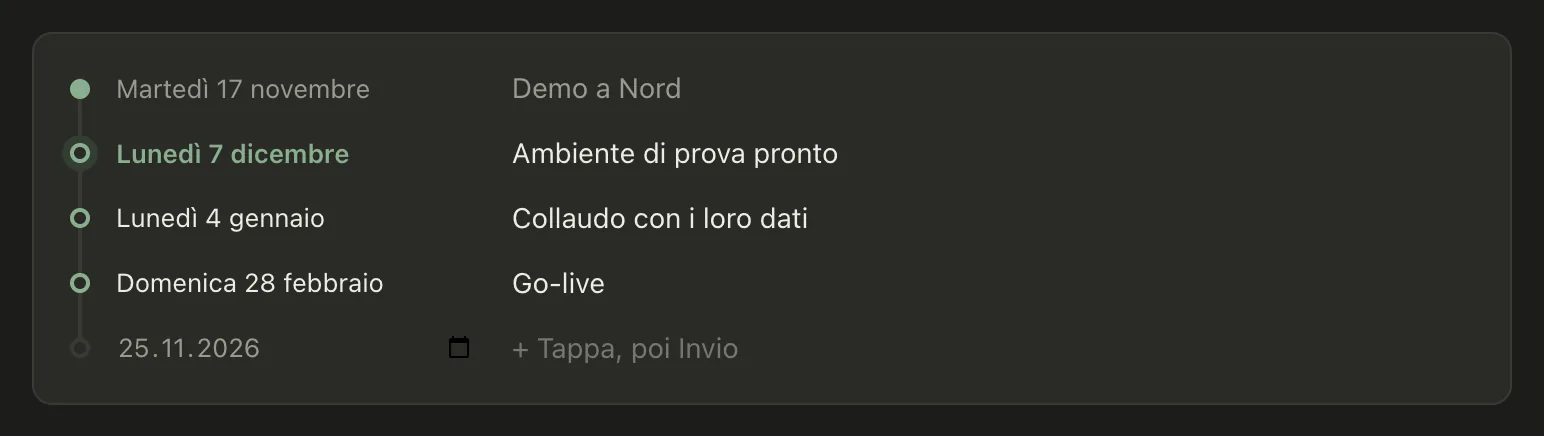 Martedì 17 novembre Demo a Nord
Lunedì 7 dicembre Ambiente di prova pronto
Lunedì 4 gennaio Collaudo con i loro dati
Domenica 28 febbraio Go-live
25.11.2026 + Tappa, poi Invio